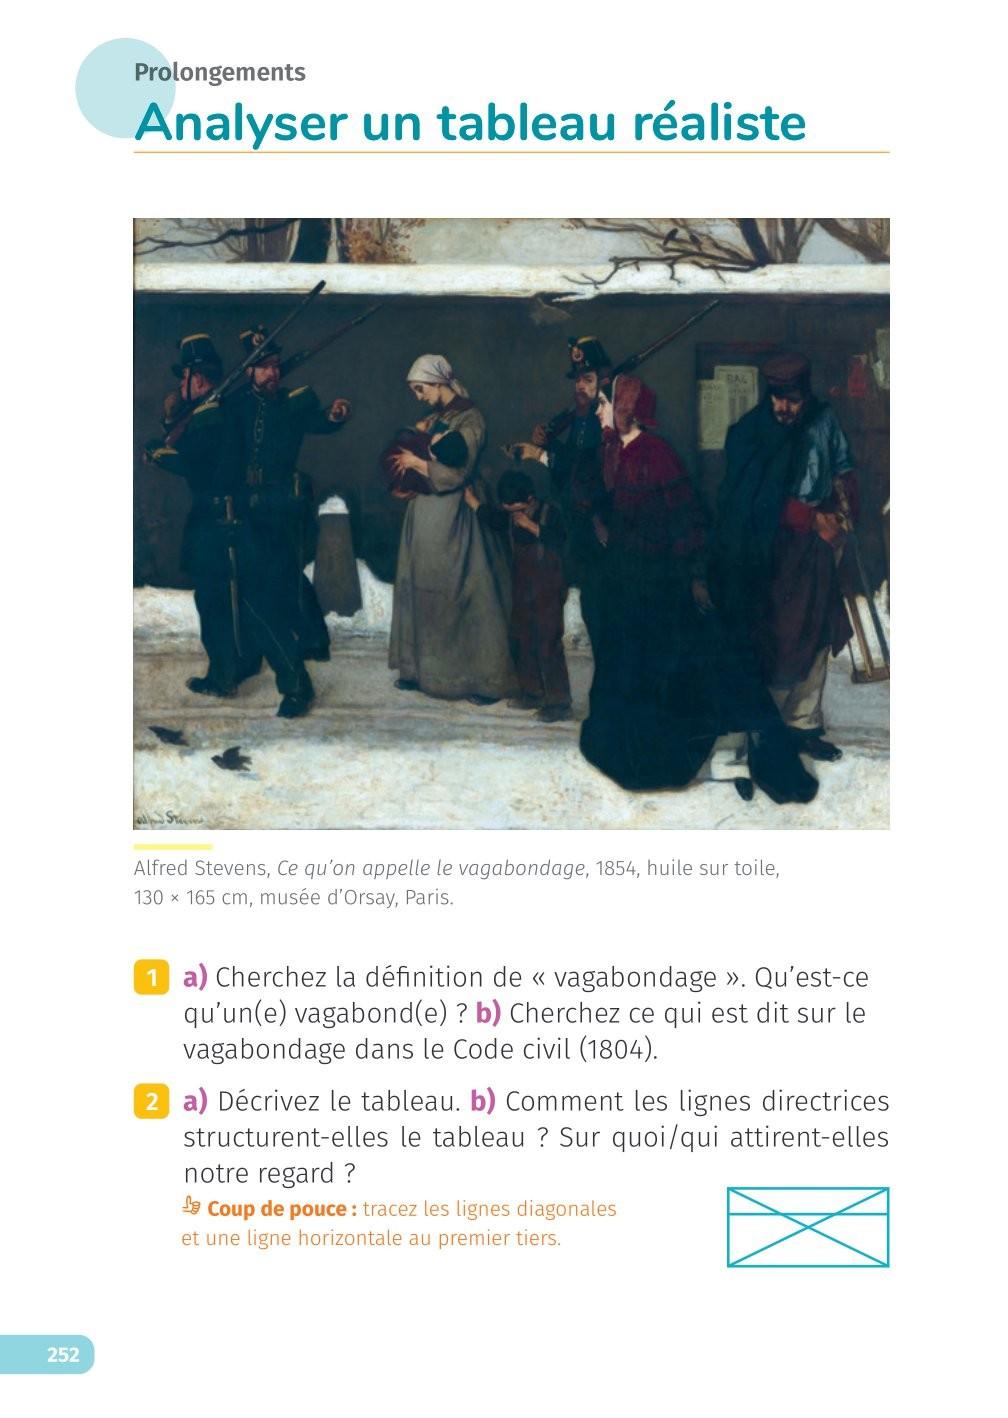 Prolongements
Analyser un tableau réaliste
BAL
Alfred Stevens
Alfred Stevens, Ce qu’on appelle le vagabondage, 1854, huile sur toile,
130 × 165 cm, musée d’Orsay, Paris.
1 a) Cherchez la définition de « vagabondage ». Qu’est-ce
qu’un(e) vagabond(e) ? b) Cherchez ce qui est dit sur le
vagabondage dans le Code civil (1804).
2 a) Décrivez le tableau. b) Comment les lignes directrices
structurent-elles le tableau ? Sur quoi/qui attirent-elles
notre regard ?
Coup de pouce : tracez les lignes diagonales
et une ligne horizontale au premier tiers.
252